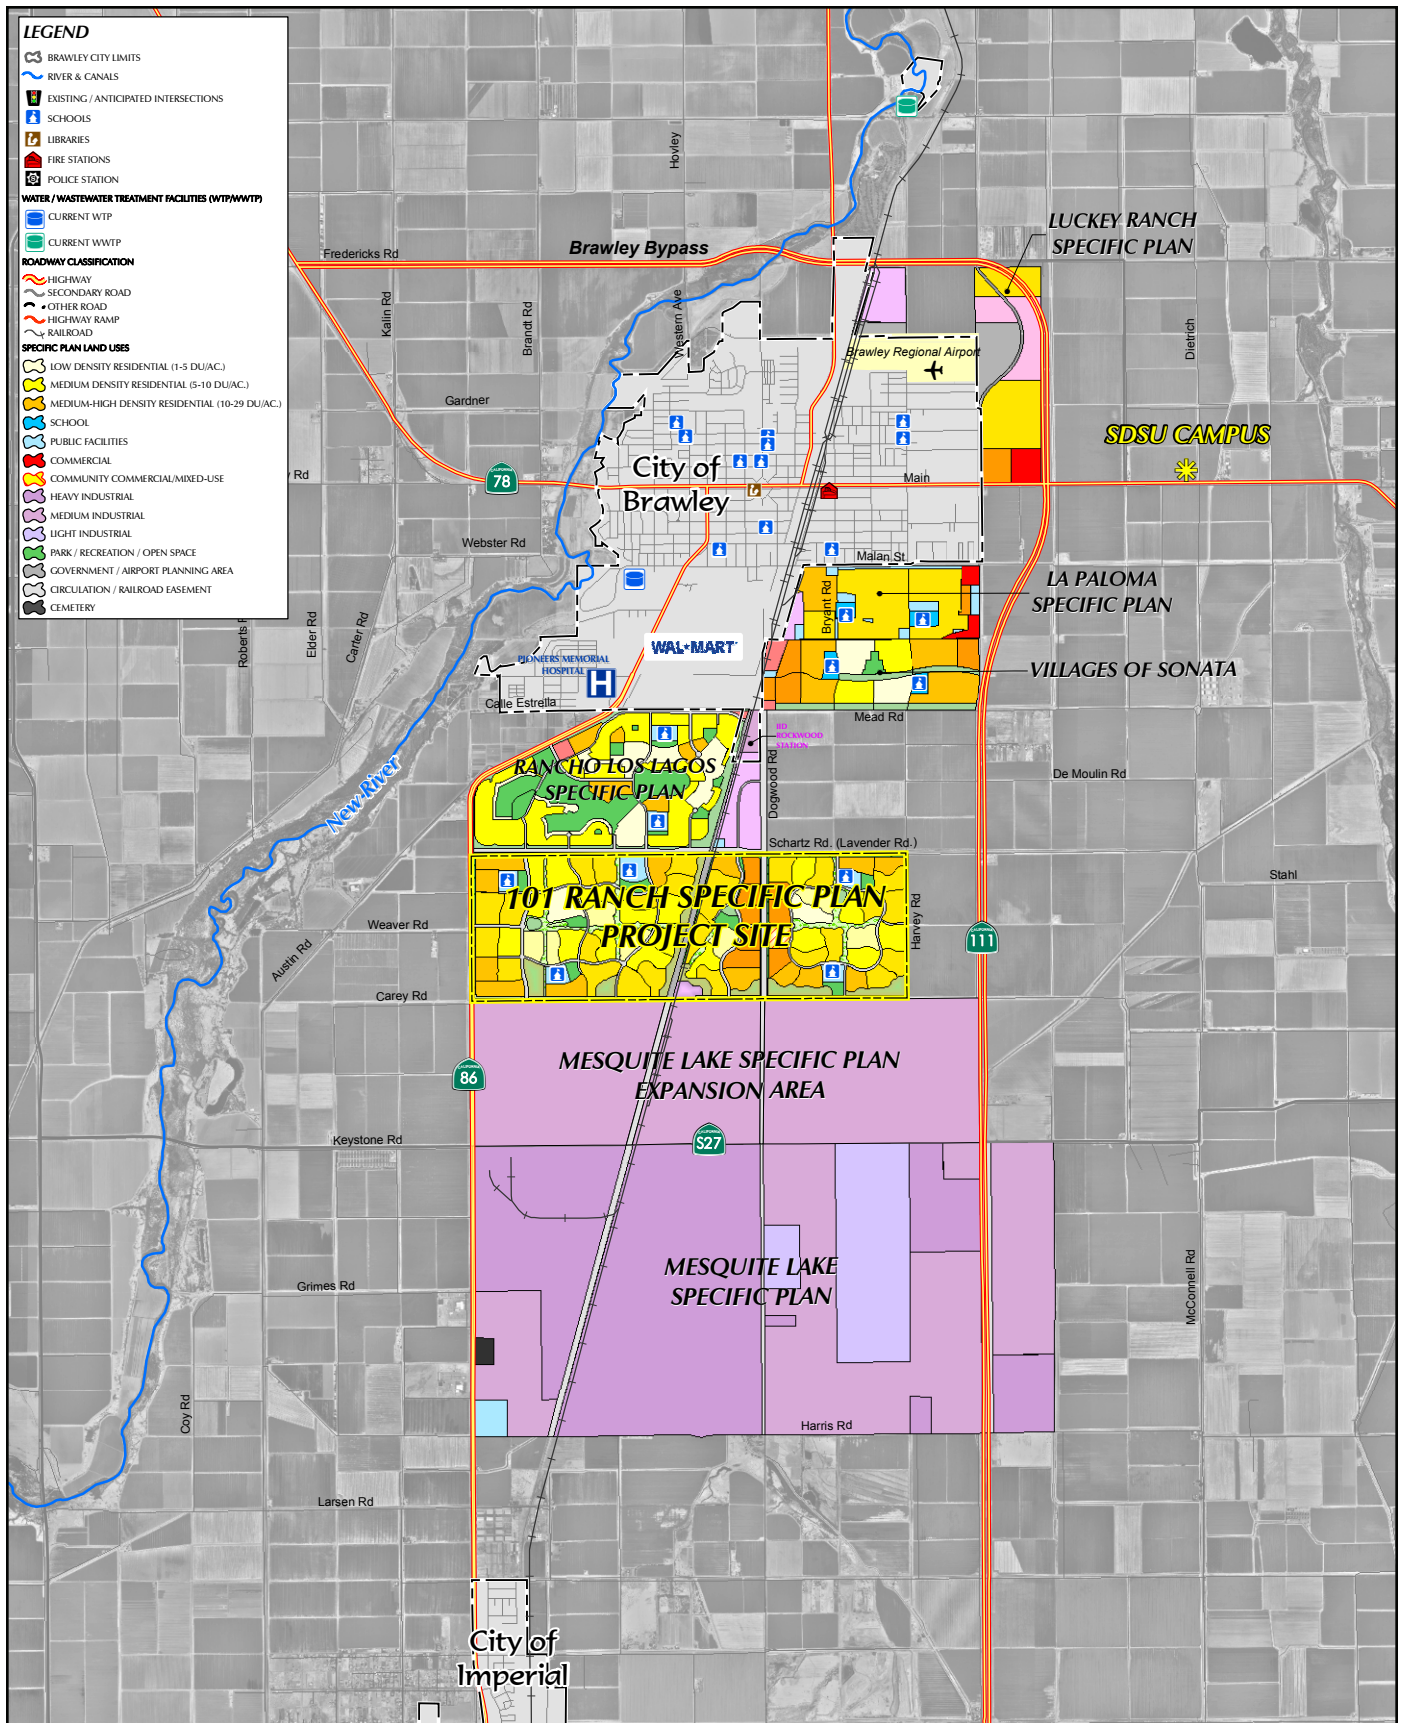 LEGEND
BRAWLEY CITY LIMITS
RIVER & CANALS
EXISTING / ANTICIPATED INTERSECTIONS
SCHOOLS
LIBRARIES
FIRE STATIONS
POLICE STATION
WATER / WASTEWATER TREATMENT FACILITIES (WTP/WWTP)
CURRENT WTP
CURRENT WWTP
ROADWAY CLASSIFICATION
HIGHWAY
SECONDARY ROAD
OTHER ROAD
HIGHWAY RAMP
RAILROAD
SPECIFIC PLAN LAND USES
LOW DENSITY RESIDENTIAL (1-5 DU/AC.)
MEDIUM DENSITY RESIDENTIAL (5-10 DU/AC.)
MEDIUM-HIGH DENSITY RESIDENTIAL (10-29 DU/AC.)
SCHOOL
PUBLIC FACILITIES
COMMERCIAL
COMMUNITY COMMERCIAL/MIXED-USE
HEAVY INDUSTRIAL
MEDIUM INDUSTRIAL
LIGHT INDUSTRIAL
PARK / RECREATION / OPEN SPACE
GOVERNMENT / AIRPORT PLANNING AREA
CIRCULATION / RAILROAD EASEMENT
CEMETERY
Hovley
LUCKEY RANCH
SPECIFIC PLAN
Fredericks Rd
Brawley Bypass
Kalin Rd
Brandt Rd
Western Ave
Dietrich
Brawley Regional Airport
Gardner
SDSU CAMPUS
City of
Brawley
y Rd
CALIFORNIA
78
Main
Webster Rd
Malan St
LA PALOMA
SPECIFIC PLAN
Bryant Rd
Roberts R
Elder Rd
Carter Rd
WAL★MART
PIONEERS MEMORIAL
HOSPITAL
H
VILLAGES OF SONATA
Calle Estrella
Mead Rd
IID
ROCKWOOD
STATION
Dogwood Rd
RANCHO LOS LAGOS
SPECIFIC PLAN
De Moulin Rd
New River
Schartz Rd. (Lavender Rd.)
Stahl
101 RANCH SPECIFIC PLAN
PROJECT SITE
Harvey Rd
Weaver Rd
CALIFORNIA
111
Austin Rd
Carey Rd
MESQUITE LAKE SPECIFIC PLAN
EXPANSION AREA
CALIFORNIA
86
Keystone Rd
CALIFORNIA
S27
MESQUITE LAKE
SPECIFIC PLAN
Grimes Rd
McConnell Rd
Coy Rd
Harris Rd
Larsen Rd
City of
Imperial